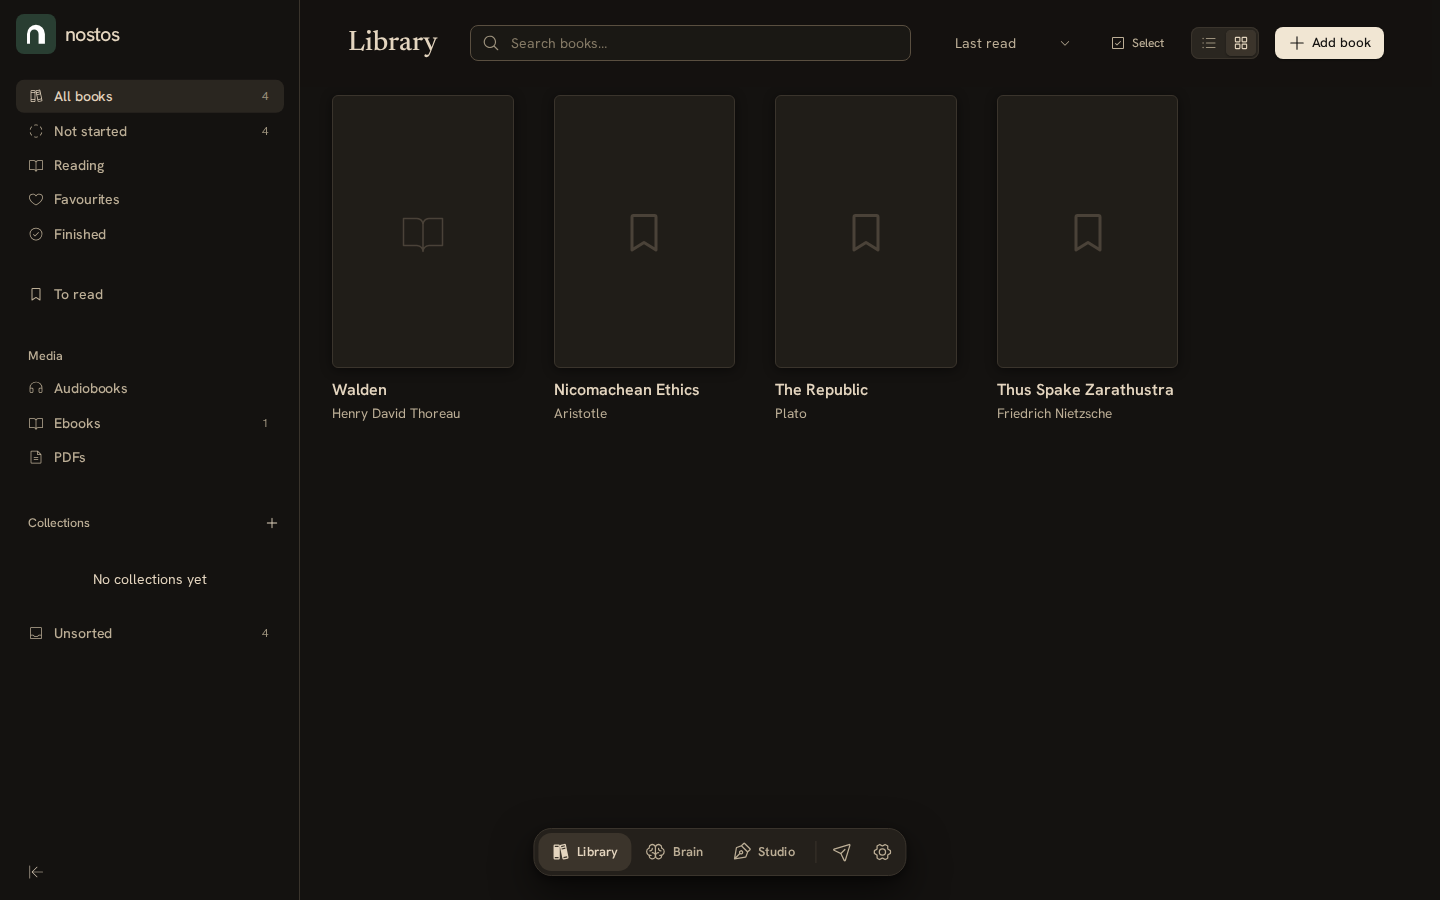 nostos
All books 4
Not started 4
Reading
Favourites
Finished
To read
Media
Audiobooks
Ebooks 1
PDFs
Collections
No collections yet
Unsorted 4
Library
Search books...
Last read
Select
Add book
Walden
Henry David Thoreau
Nicomachean Ethics
Aristotle
The Republic
Plato
Thus Spake Zarathustra
Friedrich Nietzsche
Library
Brain
Studio